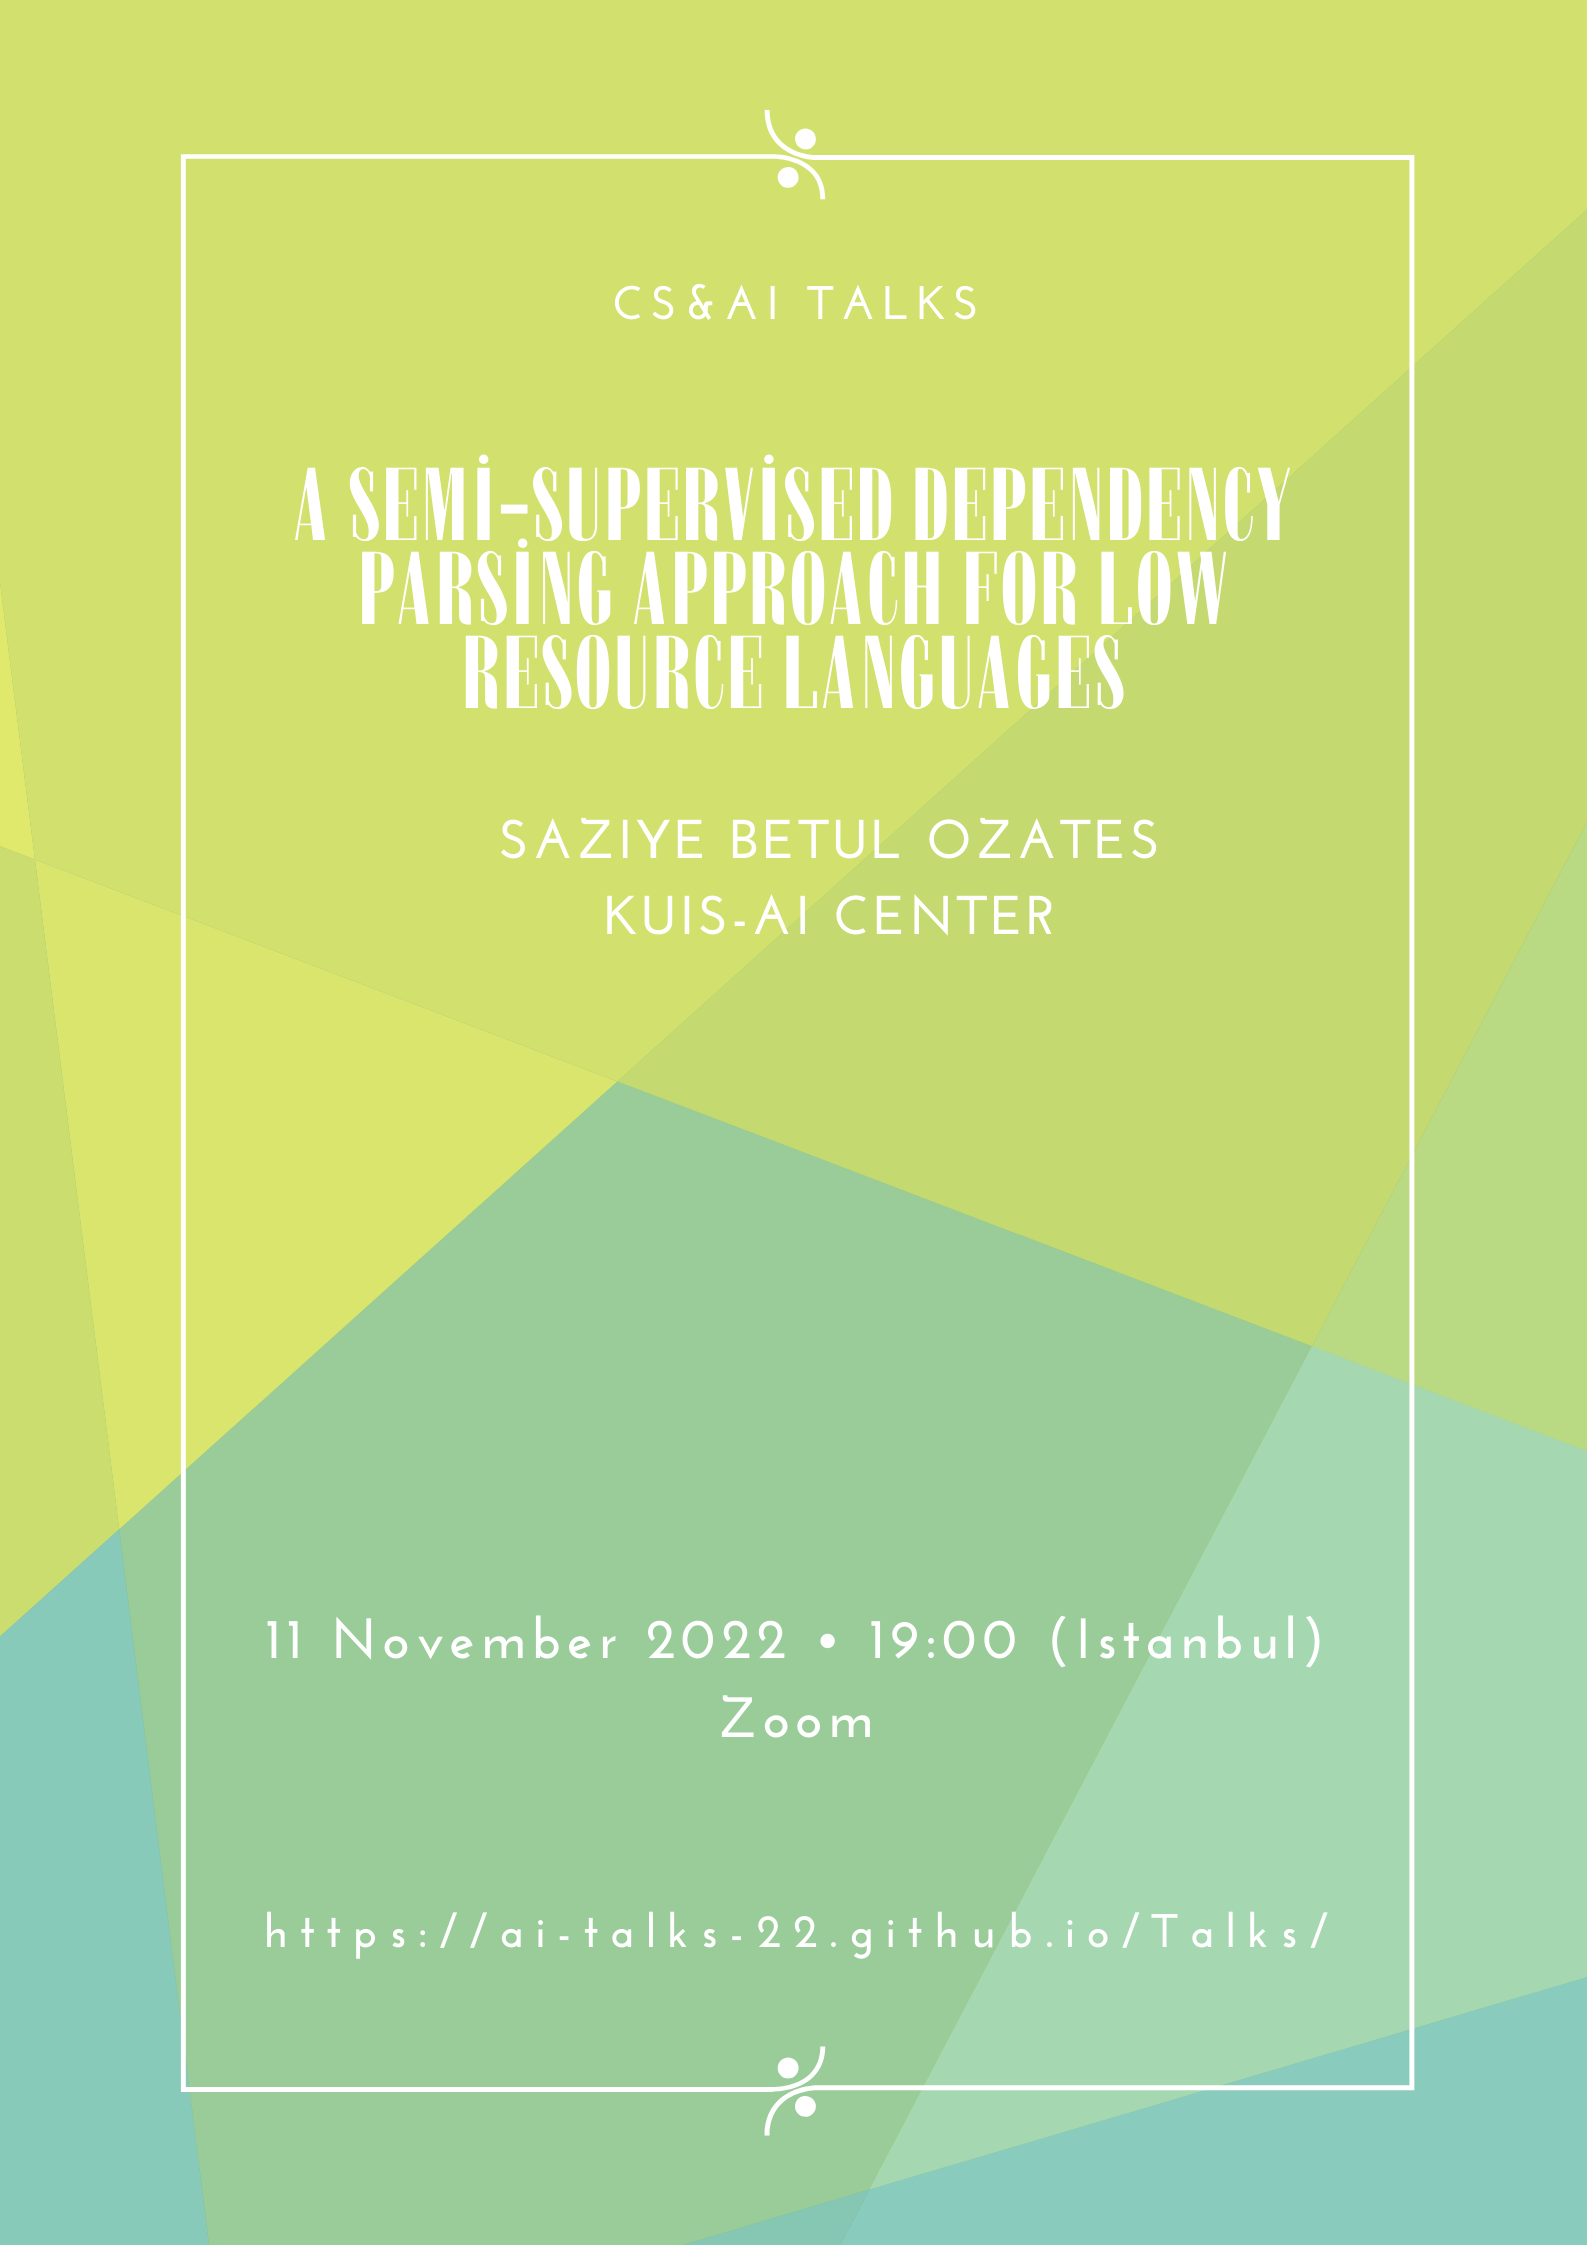 CS&AI TALKS
A SEMİ-SUPERVİSED DEPENDENCY
PARSİNG APPROACH FOR LOW
RESOURCE LANGUAGES
SAZIYE BETUL OZATES
KUIS-AI CENTER
11 November 2022 • 19:00 (Istanbul)
Zoom
https://ai-talks-22.github.io/Talks/